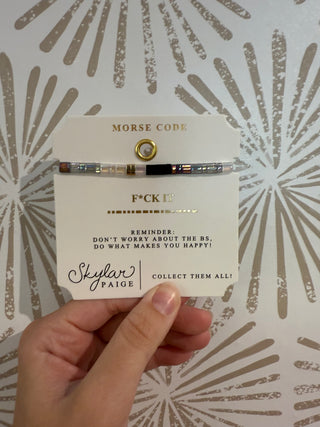 MORSE CODE
F*CK IT
REMINDER:
DON'T WORRY ABOUT THE BS,
DO WHAT MAKES YOU HAPPY!
Skylar
PAIGE
COLLECT THEM ALL!